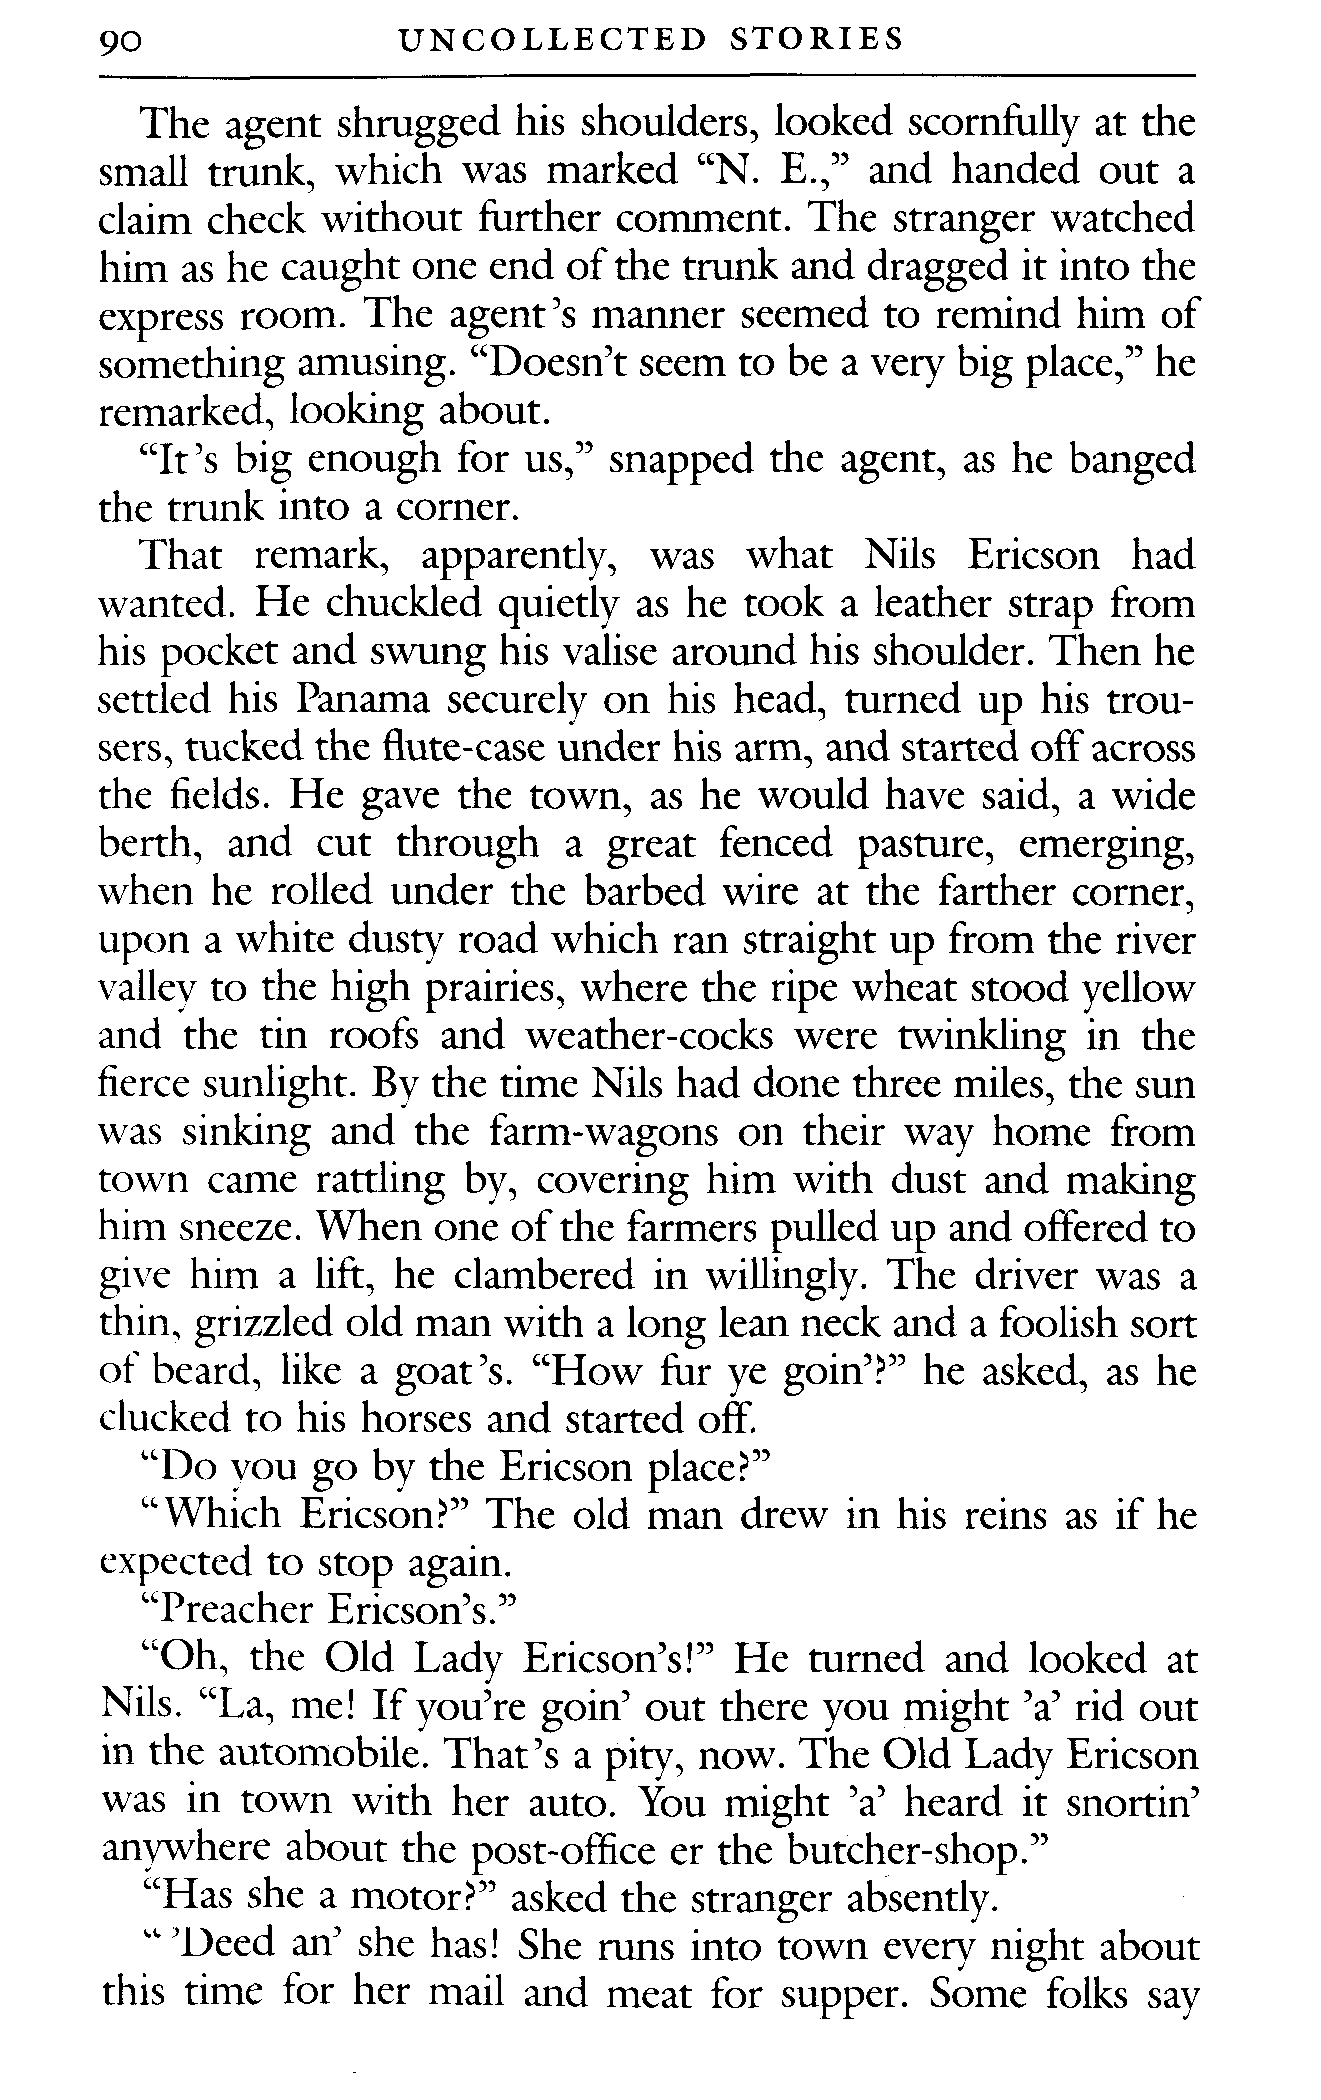 90 UNCOLLECTED STORIES
The agent shrugged his shoulders, looked scornfully at the
small trunk, which was marked “N. E.,” and handed out a
claim check without further comment. The stranger watched
him as he caught one end of the trunk and dragged it into the
express room. The agent’s manner seemed to remind him of
something amusing. “Doesn’t seem to be a very big place,” he
remarked, looking about.
“It’s big enough for us,” snapped the agent, as he banged
the trunk into a corner.
That remark, apparently, was what Nils Ericson had
wanted. He chuckled quietly as he took a leather strap from
his pocket and swung his valise around his shoulder. Then he
settled his Panama securely on his head, turned up his trou-
sers, tucked the flute-case under his arm, and started off across
the fields. He gave the town, as he would have said, a wide
berth, and cut through a great fenced pasture, emerging,
when he rolled under the barbed wire at the farther corner,
upon a white dusty road which ran straight up from the river
valley to the high prairies, where the ripe wheat stood yellow
and the tin roofs and weather-cocks were twinkling in the
fierce sunlight. By the time Nils had done three miles, the sun
was sinking and the farm-wagons on their way home from
town came rattling by, covering him with dust and making
him sneeze. When one of the farmers pulled up and offered to
give him a lift, he clambered in willingly. The driver was a
thin, grizzled old man with a long lean neck and a foolish sort
of beard, like a goat’s. “How fur ye goin’?” he asked, as he
clucked to his horses and started off.
“Do you go by the Ericson place?”
“Which Ericson?” The old man drew in his reins as if he
expected to stop again.
“Preacher Ericson’s.”
“Oh, the Old Lady Ericson’s!” He turned and looked at
Nils. “La, me! If you’re goin’ out there you might ’a’ rid out
in the automobile. That’s a pity, now. The Old Lady Ericson
was in town with her auto. You might ’a’ heard it snortin’
anywhere about the post-office er the butcher-shop.”
“Has she a motor?” asked the stranger absently.
“ ’Deed an’ she has! She runs into town every night about
this time for her mail and meat for supper. Some folks say